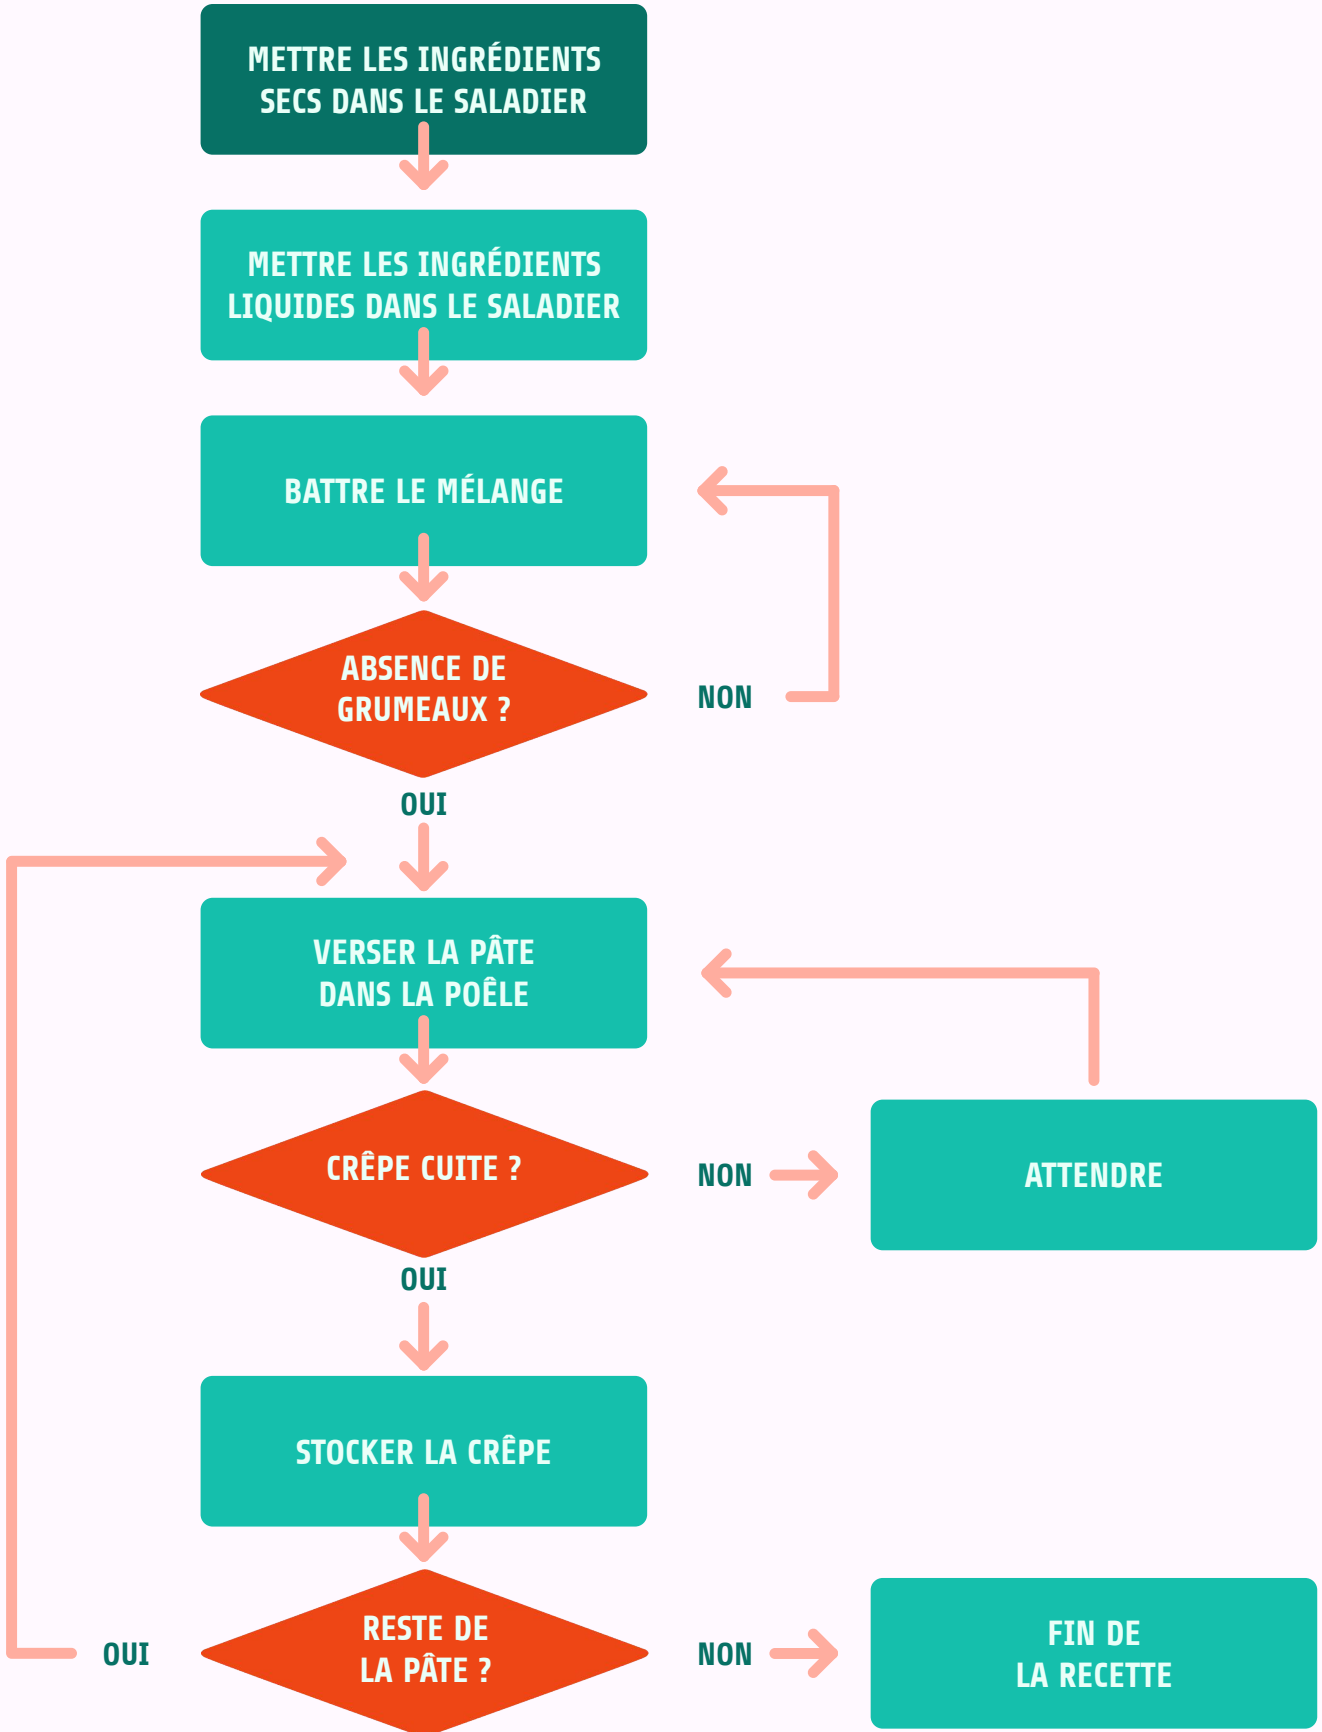 METTRE LES INGRÉDIENTS
SECS DANS LE SALADIER
METTRE LES INGRÉDIENTS
LIQUIDES DANS LE SALADIER
BATTRE LE MÉLANGE
ABSENCE DE
GRUMEAUX ?
NON
OUI
VERSER LA PÂTE
DANS LA POÊLE
CRÊPE CUITE ?
NON
ATTENDRE
OUI
STOCKER LA CRÊPE
RESTE DE
LA PÂTE ?
OUI
NON
FIN DE
LA RECETTE